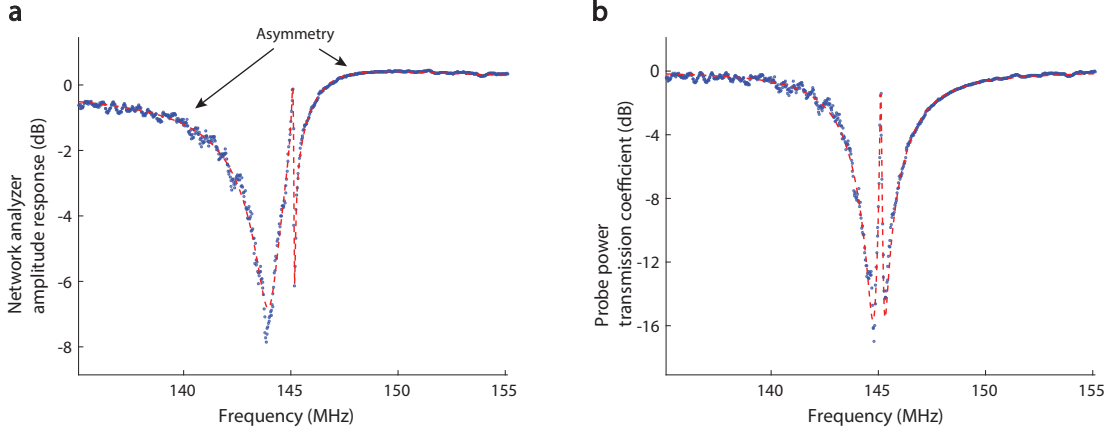 a
Asymmetry
Network analyzer
amplitude response (dB)
0
-2
-4
-6
-8
140
145
150
155
Frequency (MHz)
b
Probe power
transmission coefficient (dB)
0
-4
-8
-12
-16
140
145
150
155
Frequency (MHz)